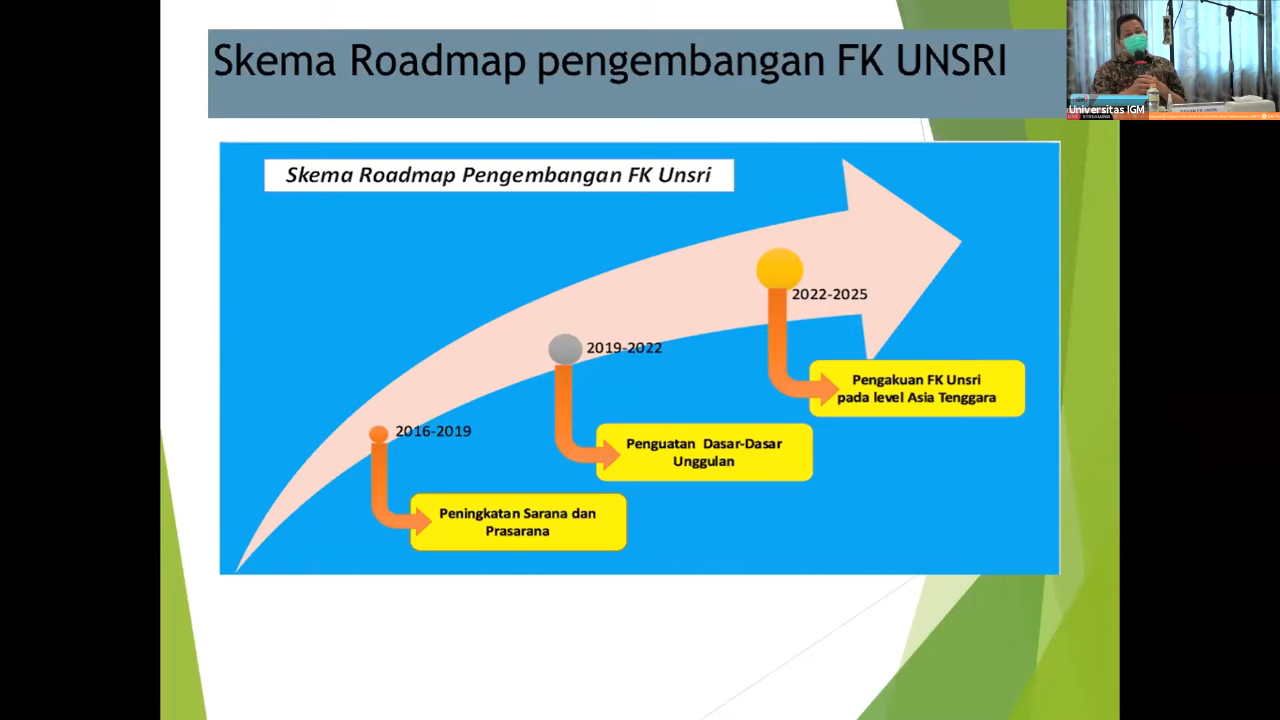 Skema Roadmap pengembangan FK UNSRI
Universitas IGM
Skema Roadmap Pengembangan FK Unsri
2022-2025
2019-2022
Pengakuan FK Unsri
pada level Asia Tenggara
2016-2019
Penguatan Dasar-Dasar
Unggulan
Peningkatan Sarana dan
Prasarana